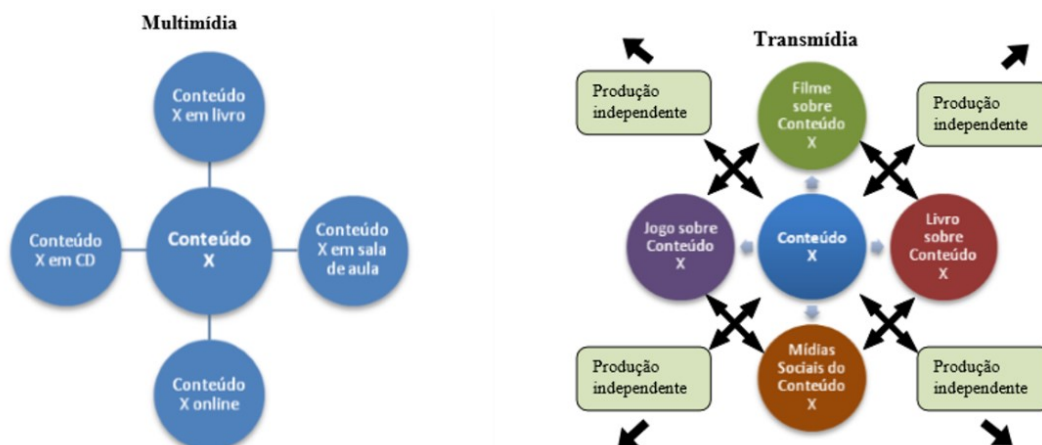 Multimídia
Conteúdo
X em livro
Conteúdo
X em CD
Conteúdo
X
Conteúdo
X em sala
de aula
Conteúdo
X online
Transmídia
Produção
independente
Filme
sobre
Conteúdo
X
Produção
independente
Jogo sobre
Conteúdo
X
Conteúdo
X
Livro
sobre
Conteúdo
X
Produção
independente
Mídias
Sociais do
Conteúdo
X
Produção
independente